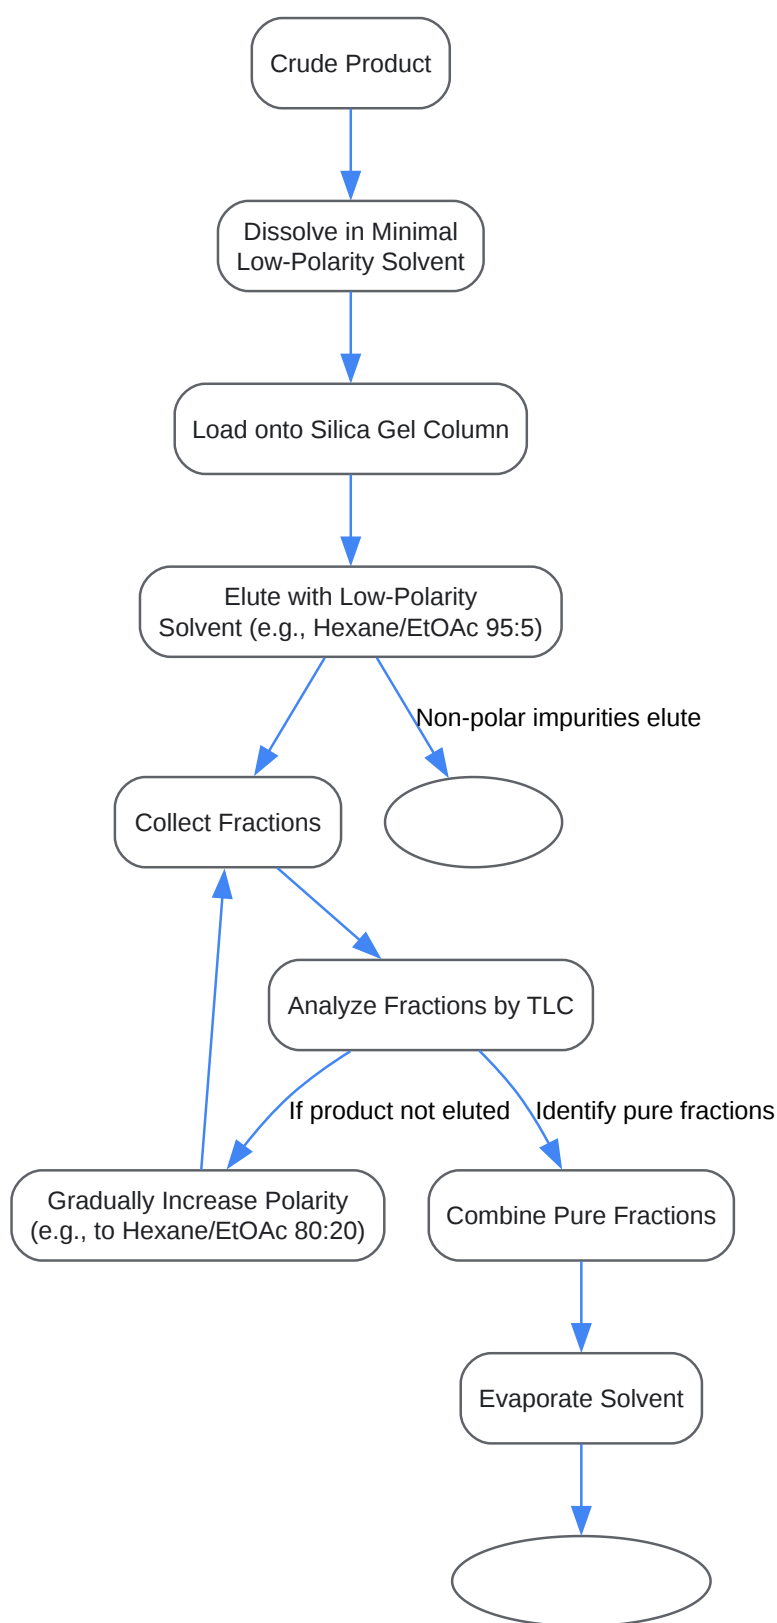 Crude Product
Dissolve in Minimal
Low-Polarity Solvent
Load onto Silica Gel Column
Elute with Low-Polarity
Solvent (e.g., Hexane/EtOAc 95:5)
Non-polar impurities elute
Collect Fractions
Analyze Fractions by TLC
If product not eluted
Identify pure fractions
Gradually Increase Polarity
(e.g., to Hexane/EtOAc 80:20)
Combine Pure Fractions
Evaporate Solvent